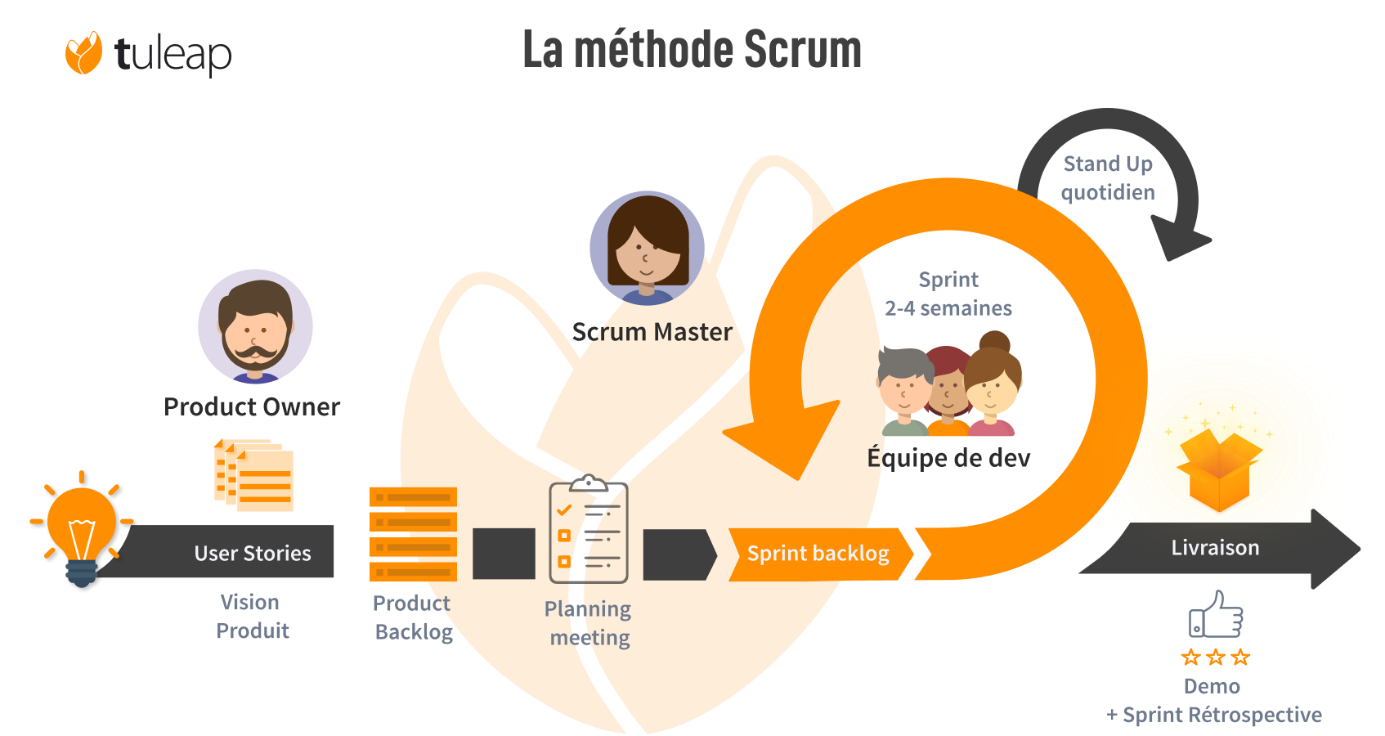 tuleap
La méthode Scrum
Stand Up
quotidien
Sprint
2-4 semaines
Scrum Master
Product Owner
Équipe de dev
User Stories
Sprint backlog
Livraison
Vision
Produit
Product
Backlog
Planning
meeting
Demo
+ Sprint Rétrospective